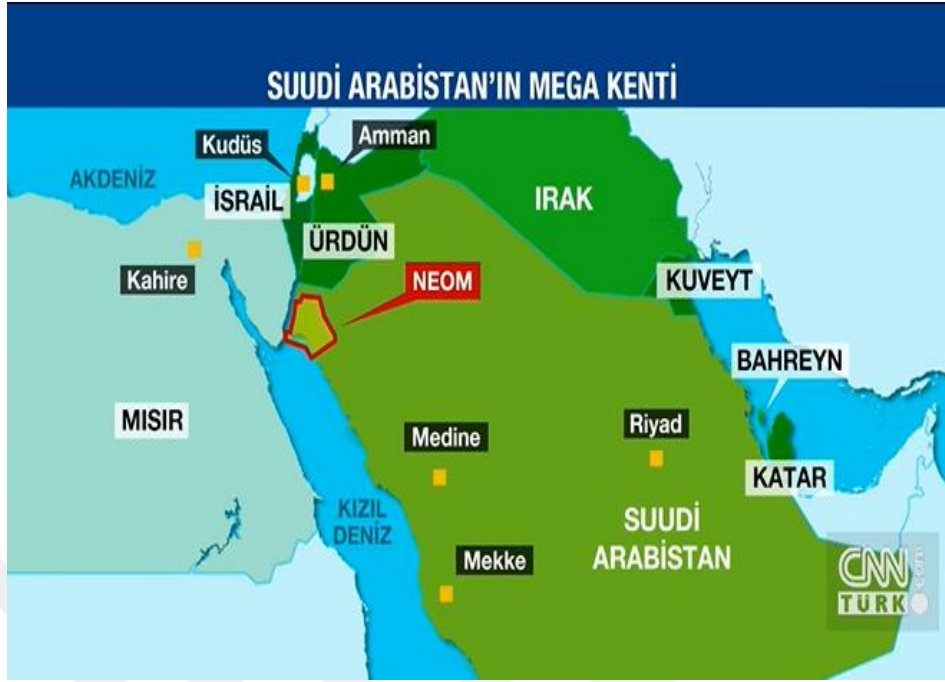 SUUDİ ARABİSTAN'IN MEGA KENTİ
Kudüs
Amman
AKDENİZ
İSRAİL
IRAK
ÜRDÜN
Kahire
NEOM
KUVEYT
BAHREYN
MISIR
Medine
Riyad
KATAR
KIZIL
DENİZ
SUUDİ
ARABİSTAN
Mekke
CNN
TÜRK
.com